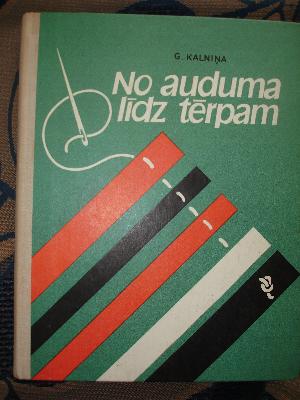 G. KALNIŅA
No auduma
līdz tērpam